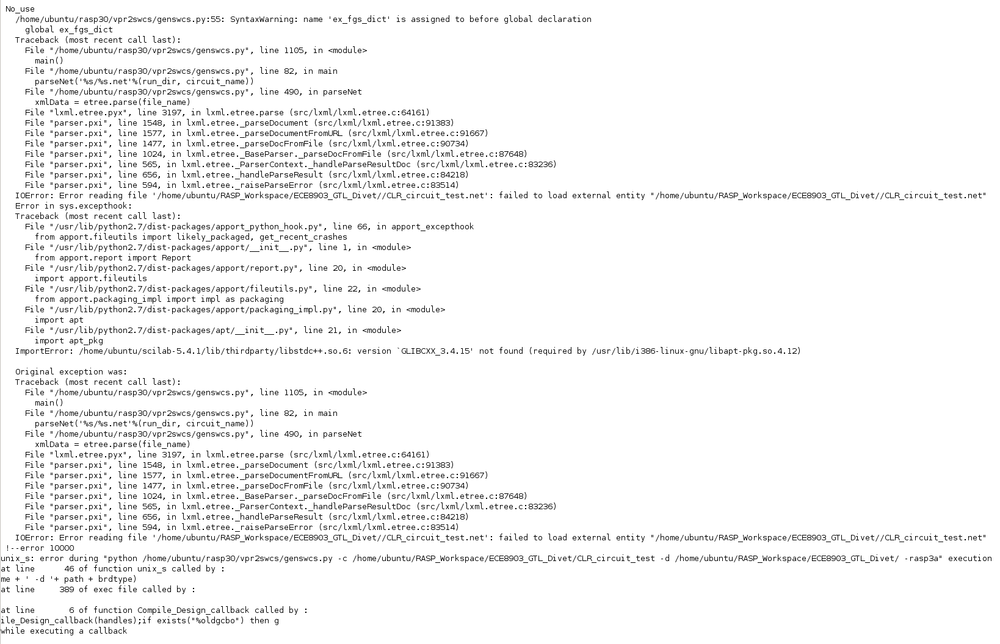 No_use
/home/ubuntu/rasp30/vpr2swcs/genswcs.py:55: SyntaxWarning: name 'ex_fgs_dict' is assigned to before global declaration
global ex_fgs_dict
Traceback (most recent call last):
File "/home/ubuntu/rasp30/vpr2swcs/genswcs.py", line 1105, in <module>
main()
File "/home/ubuntu/rasp30/vpr2swcs/genswcs.py", line 82, in main
parseNet('%s/%s.net'%(run_dir, circuit_name))
File "/home/ubuntu/rasp30/vpr2swcs/genswcs.py", line 490, in parseNet
xmlData = etree.parse(file_name)
File "lxml.etree.pyx", line 3197, in lxml.etree.parse (src/lxml/lxml.etree.c:64161)
File "parser.pxi", line 1548, in lxml.etree._parseDocument (src/lxml/lxml.etree.c:91383)
File "parser.pxi", line 1577, in lxml.etree._parseDocumentFromURL (src/lxml/lxml.etree.c:91667)
File "parser.pxi", line 1477, in lxml.etree._parseDocFromFile (src/lxml/lxml.etree.c:90734)
File "parser.pxi", line 1024, in lxml.etree._BaseParser._parseDocFromFile (src/lxml/lxml.etree.c:87648)
File "parser.pxi", line 565, in lxml.etree._ParserContext._handleParseResultDoc (src/lxml/lxml.etree.c:83236)
File "parser.pxi", line 656, in lxml.etree._handleParseResult (src/lxml/lxml.etree.c:84218)
File "parser.pxi", line 594, in lxml.etree._raiseParseError (src/lxml/lxml.etree.c:83514)
IOError: Error reading file '/home/ubuntu/RASP_Workspace/ECE8903_GTL_Divet//CLR_circuit_test.net': failed to load external entity "/home/ubuntu/RASP_Workspace/ECE8903_GTL_Divet//CLR_circuit_test.net"
Error in sys.excepthook:
Traceback (most recent call last):
File "/usr/lib/python2.7/dist-packages/apport_python_hook.py", line 66, in apport_excepthook
from apport.fileutils import likely_packaged, get_recent_crashes
File "/usr/lib/python2.7/dist-packages/apport/__init__.py", line 1, in <module>
from apport.report import Report
File "/usr/lib/python2.7/dist-packages/apport/report.py", line 20, in <module>
import apport.fileutils
File "/usr/lib/python2.7/dist-packages/apport/fileutils.py", line 22, in <module>
from apport.packaging_impl import impl as packaging
File "/usr/lib/python2.7/dist-packages/apport/packaging_impl.py", line 20, in <module>
import apt
File "/usr/lib/python2.7/dist-packages/apt/__init__.py", line 21, in <module>
import apt_pkg
ImportError: /home/ubuntu/scilab-5.4.1/lib/thirdparty/libstdc++.so.6: version `GLIBCXX_3.4.15' not found (required by /usr/lib/i386-linux-gnu/libapt-pkg.so.4.12)
Original exception was:
Traceback (most recent call last):
File "/home/ubuntu/rasp30/vpr2swcs/genswcs.py", line 1105, in <module>
main()
File "/home/ubuntu/rasp30/vpr2swcs/genswcs.py", line 82, in main
parseNet('%s/%s.net'%(run_dir, circuit_name))
File "/home/ubuntu/rasp30/vpr2swcs/genswcs.py", line 490, in parseNet
xmlData = etree.parse(file_name)
File "lxml.etree.pyx", line 3197, in lxml.etree.parse (src/lxml/lxml.etree.c:64161)
File "parser.pxi", line 1548, in lxml.etree._parseDocument (src/lxml/lxml.etree.c:91383)
File "parser.pxi", line 1577, in lxml.etree._parseDocumentFromURL (src/lxml/lxml.etree.c:91667)
File "parser.pxi", line 1477, in lxml.etree._parseDocFromFile (src/lxml/lxml.etree.c:90734)
File "parser.pxi", line 1024, in lxml.etree._BaseParser._parseDocFromFile (src/lxml/lxml.etree.c:87648)
File "parser.pxi", line 565, in lxml.etree._ParserContext._handleParseResultDoc (src/lxml/lxml.etree.c:83236)
File "parser.pxi", line 656, in lxml.etree._handleParseResult (src/lxml/lxml.etree.c:84218)
File "parser.pxi", line 594, in lxml.etree._raiseParseError (src/lxml/lxml.etree.c:83514)
IOError: Error reading file '/home/ubuntu/RASP_Workspace/ECE8903_GTL_Divet//CLR_circuit_test.net': failed to load external entity "/home/ubuntu/RASP_Workspace/ECE8903_GTL_Divet//CLR_circuit_test.net"
!--error 10000
unix_s: error during "python /home/ubuntu/rasp30/vpr2swcs/genswcs.py -c /home/ubuntu/RASP_Workspace/ECE8903_GTL_Divet/CLR_circuit_test -d /home/ubuntu/RASP_Workspace/ECE8903_GTL_Divet/ -rasp3a" execution
at line 46 of function unix_s called by :
me + ' -d '+ path + brdtype)
at line 389 of exec file called by :
at line 6 of function Compile_Design_callback called by :
ile_Design_callback(handles);if exists("%oldgcbo") then g
while executing a callback